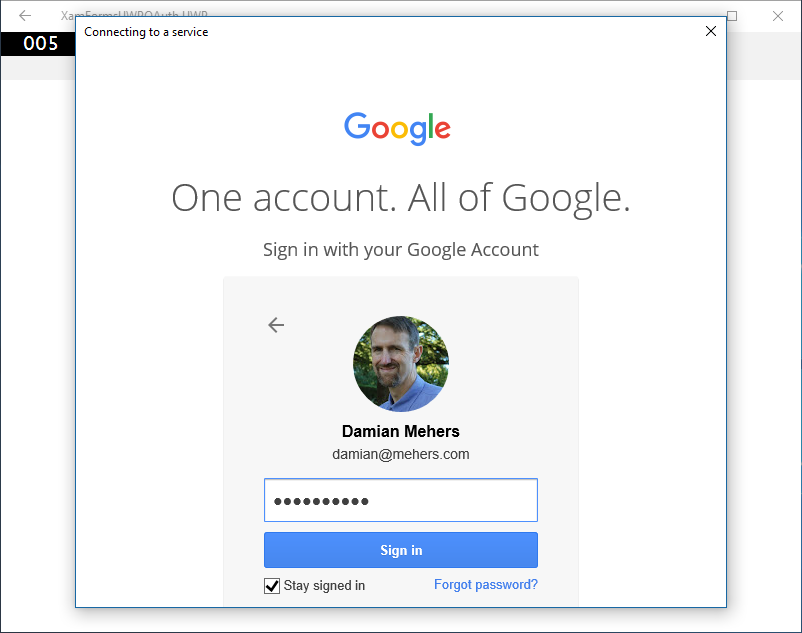 XamFormsUWPOAuth.UWP
Connecting to a service
005
Google
One account. All of Google.
Sign in with your Google Account
Damian Mehers
damian@mehers.com
Sign in
Stay signed in
Forgot password?